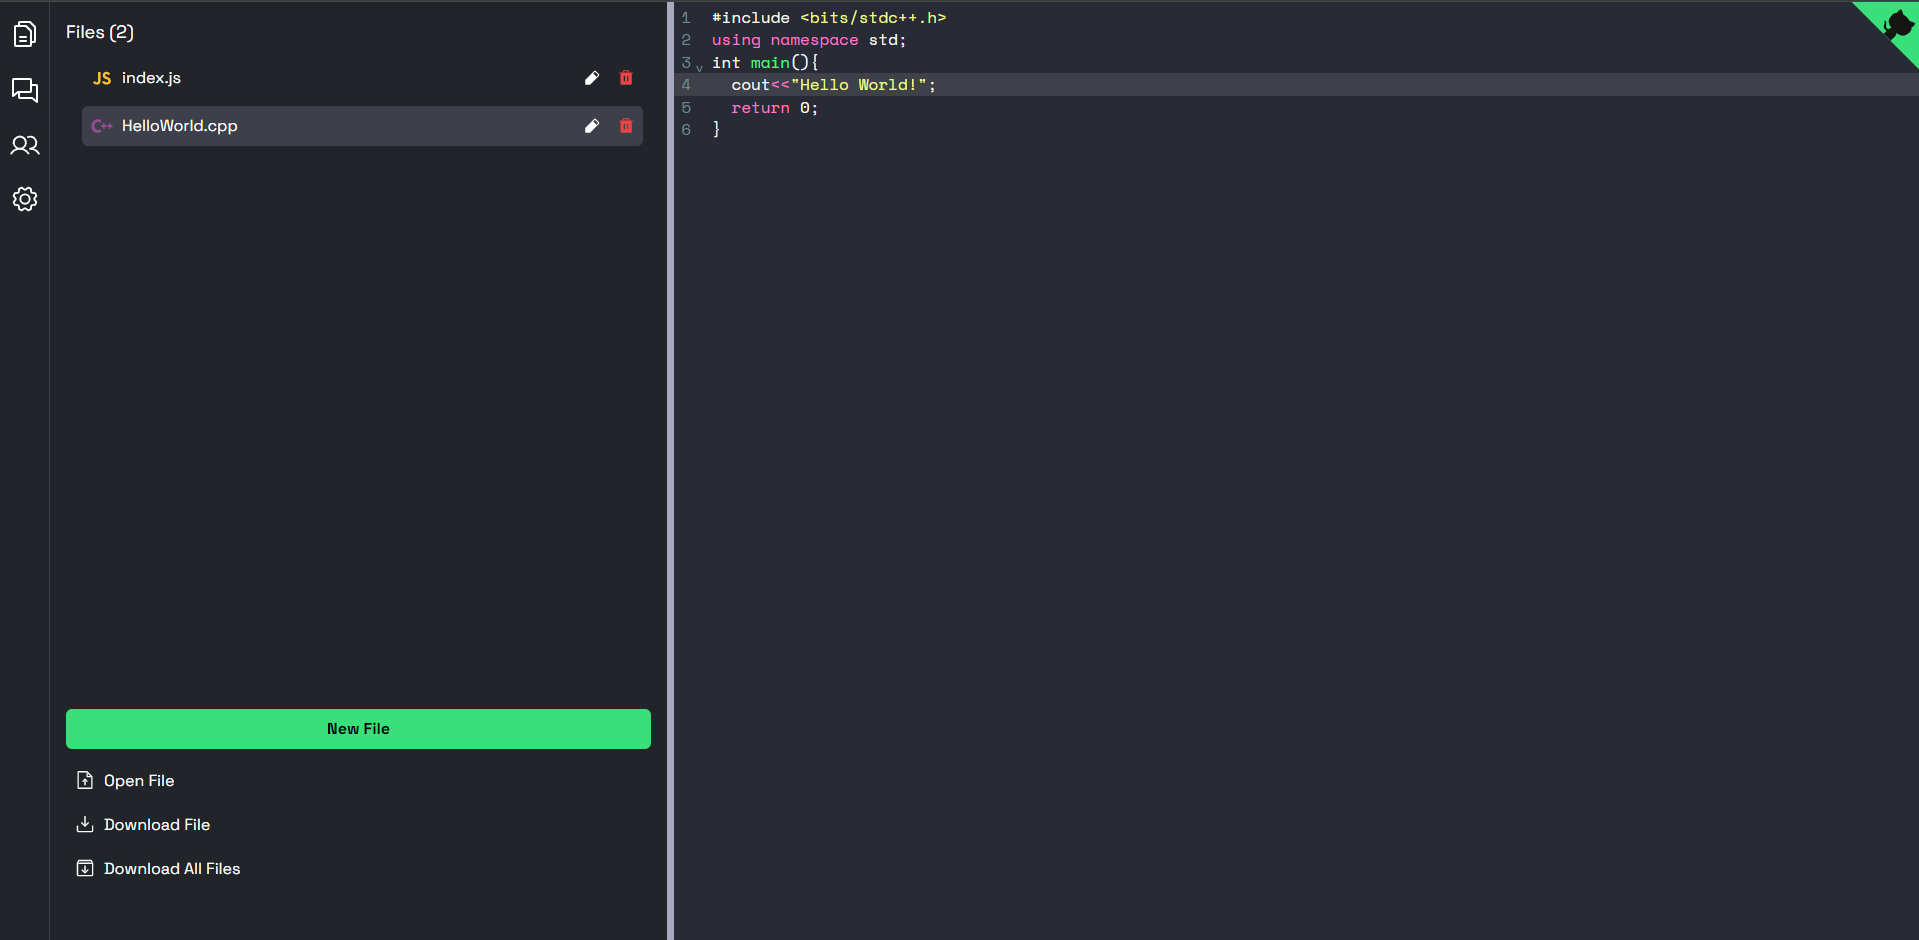 Files (2)
JS index.js
C++ HelloWorld.cpp
New File
Open File
Download File
Download All Files
1 #include <bits/stdc++.h>
2 using namespace std;
3 int main(){
4 cout<<"Hello World!";
5 return 0;
6 }